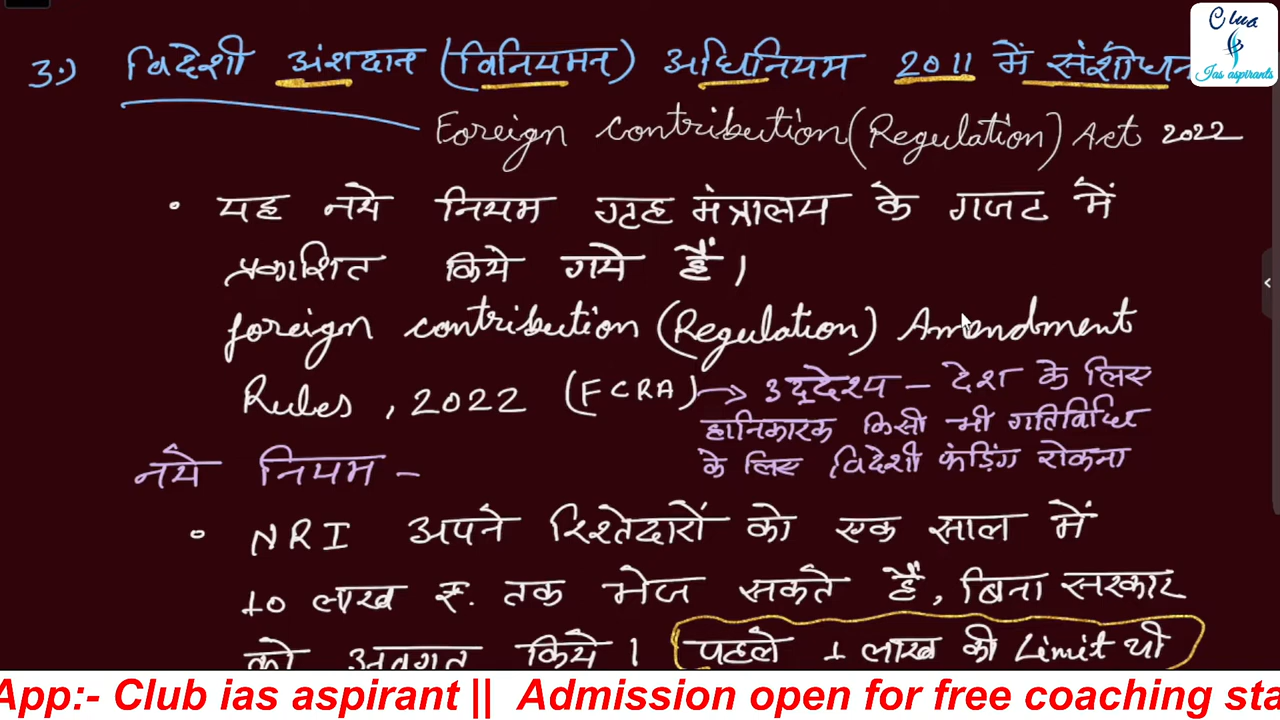 Club
Ias aspirants
3.) विदेशी अंशदान (विनियमन) अधिनियम 2011 में संशोधन
Foreign contribution (Regulation) Act 2022
• यह नये नियम गृह मंत्रालय के गजट में
प्रकाशित किये गये हैं।
foreign contribution (Regulation) Amendment
Rules, 2022 (FCRA) → उद्देश्य – देश के लिए
हानिकारक किसी भी गतिविधि
के लिए विदेशी फंडिंग रोकना
नये नियम –
• NRI अपने रिश्तेदारों को एक साल में
10 लाख रु. तक भेज सकते हैं, बिना सरकार
को अवगत किये। पहले 1 लाख की Limit थी
App:- Club ias aspirant || Admission open for free coaching sta